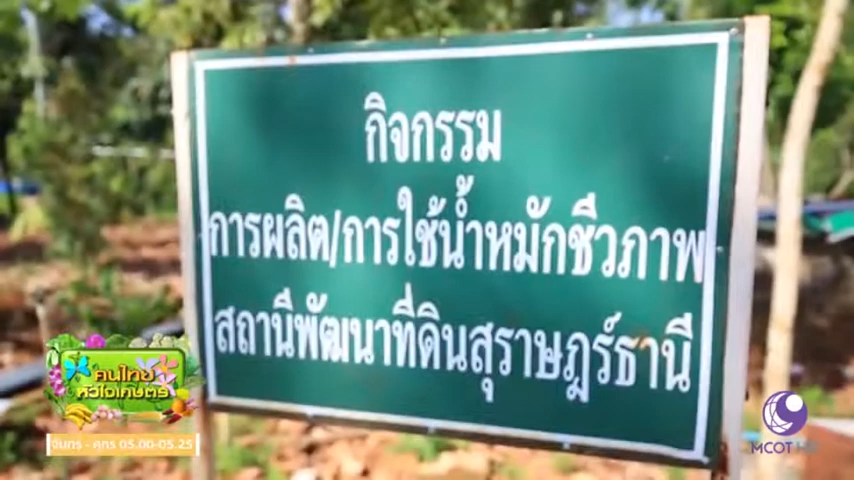 กิจกรรม
การผลิต/การใช้น้ำหมักชีวภาพ
สถานีพัฒนาที่ดินสุราษฎร์ธานี
คนไทย
หัวใจเกษตร
จันทร์ - ศุกร์ 05.00-05.25
MCOT HD